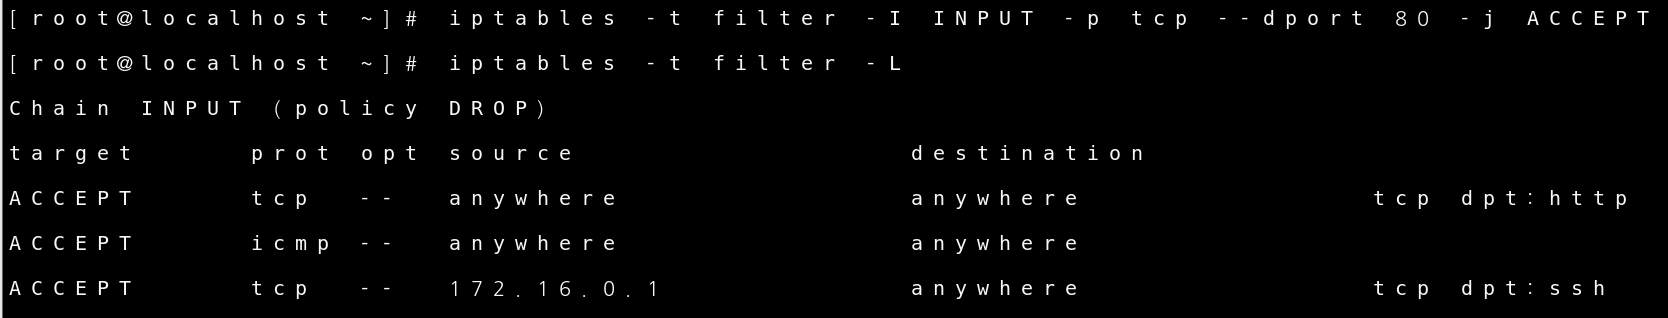 [root@localhost ~]# iptables -t filter -I INPUT -p tcp --dport 80 -j ACCEPT
[root@localhost ~]# iptables -t filter -L
Chain INPUT (policy DROP)
target     prot opt source               destination
ACCEPT     tcp  --  anywhere             anywhere             tcp dpt:http
ACCEPT     icmp --  anywhere             anywhere
ACCEPT     tcp  --  172.16.0.1           anywhere             tcp dpt:ssh